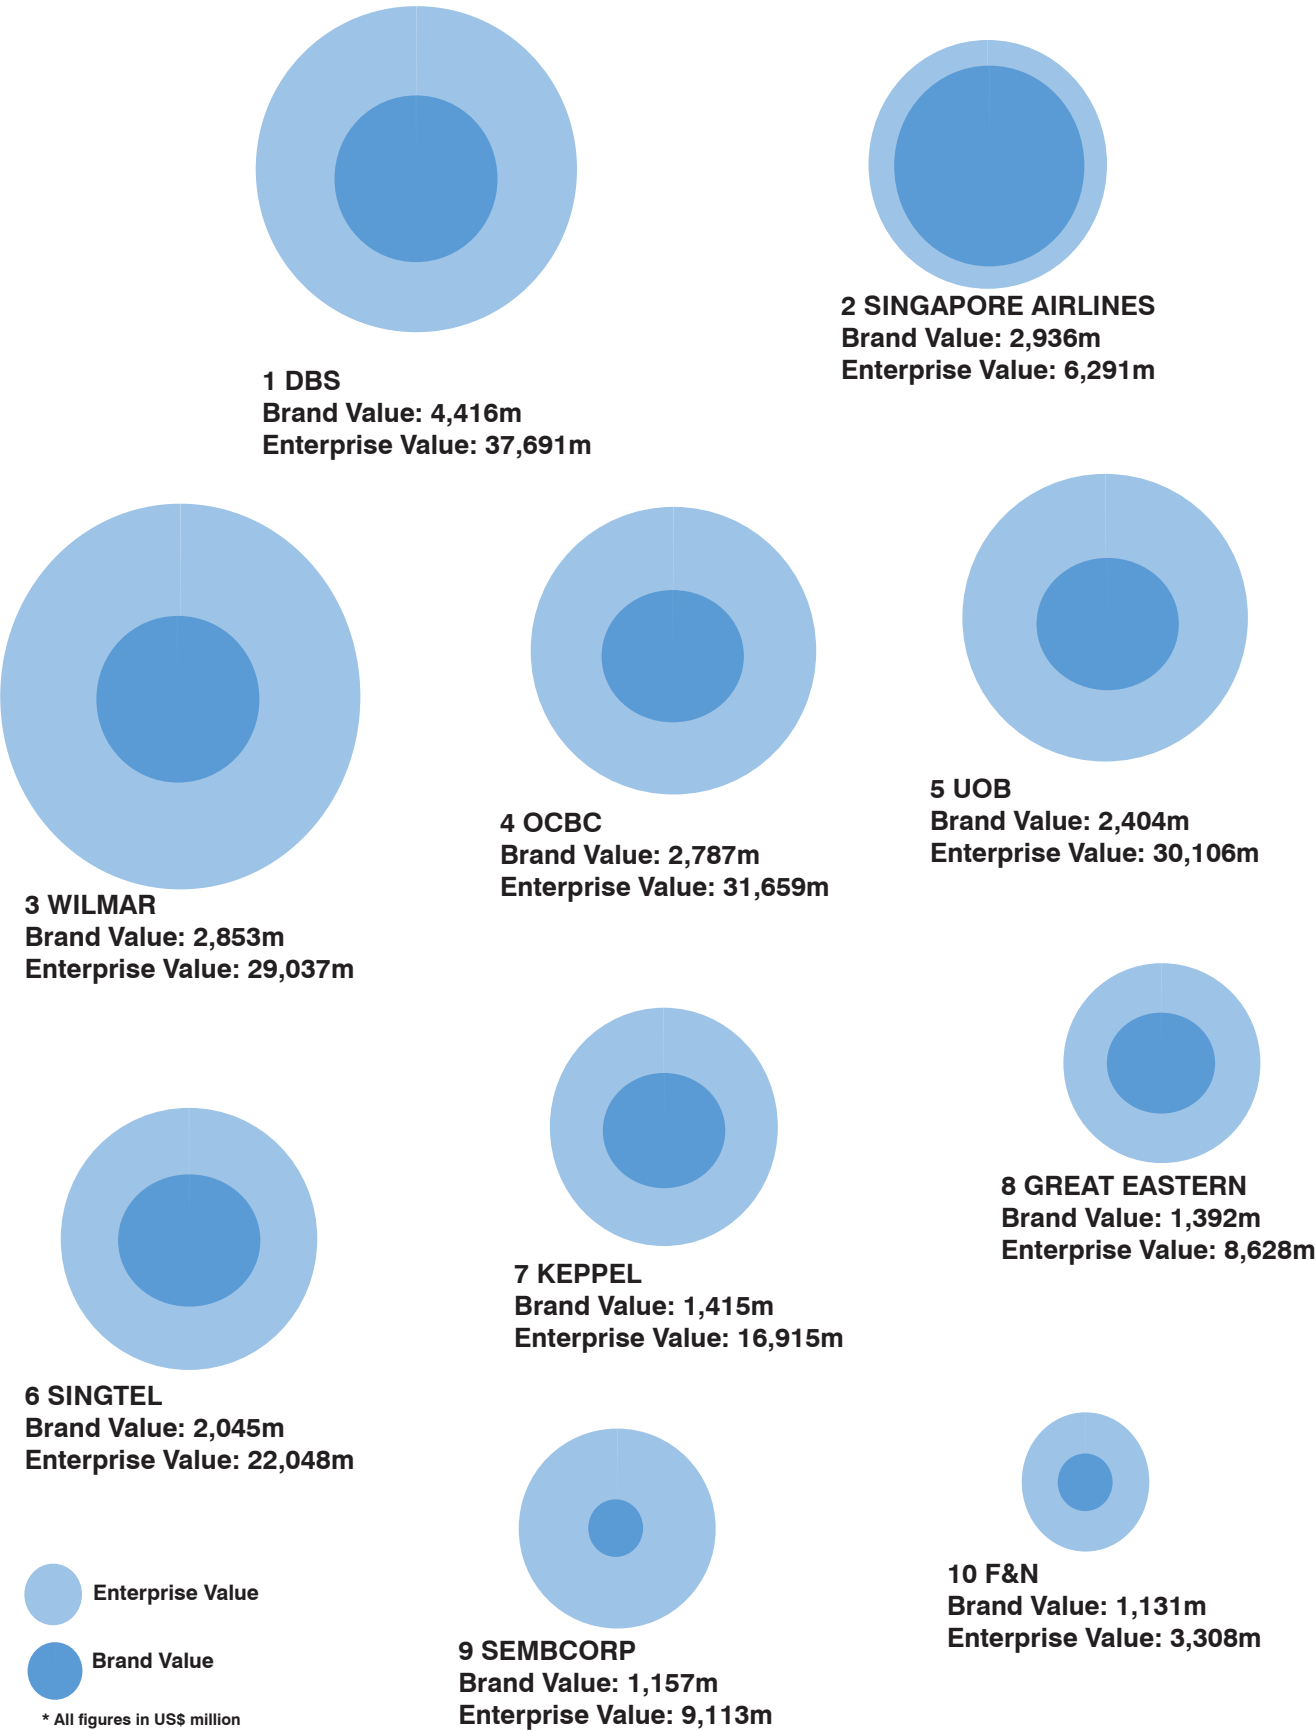 1 DBS
Brand Value: 4,416m
Enterprise Value: 37,691m
2 SINGAPORE AIRLINES
Brand Value: 2,936m
Enterprise Value: 6,291m
3 WILMAR
Brand Value: 2,853m
Enterprise Value: 29,037m
4 OCBC
Brand Value: 2,787m
Enterprise Value: 31,659m
5 UOB
Brand Value: 2,404m
Enterprise Value: 30,106m
6 SINGTEL
Brand Value: 2,045m
Enterprise Value: 22,048m
7 KEPPEL
Brand Value: 1,415m
Enterprise Value: 16,915m
8 GREAT EASTERN
Brand Value: 1,392m
Enterprise Value: 8,628m
9 SEMBCORP
Brand Value: 1,157m
Enterprise Value: 9,113m
10 F&N
Brand Value: 1,131m
Enterprise Value: 3,308m
Enterprise Value
Brand Value
* All figures in US$ million